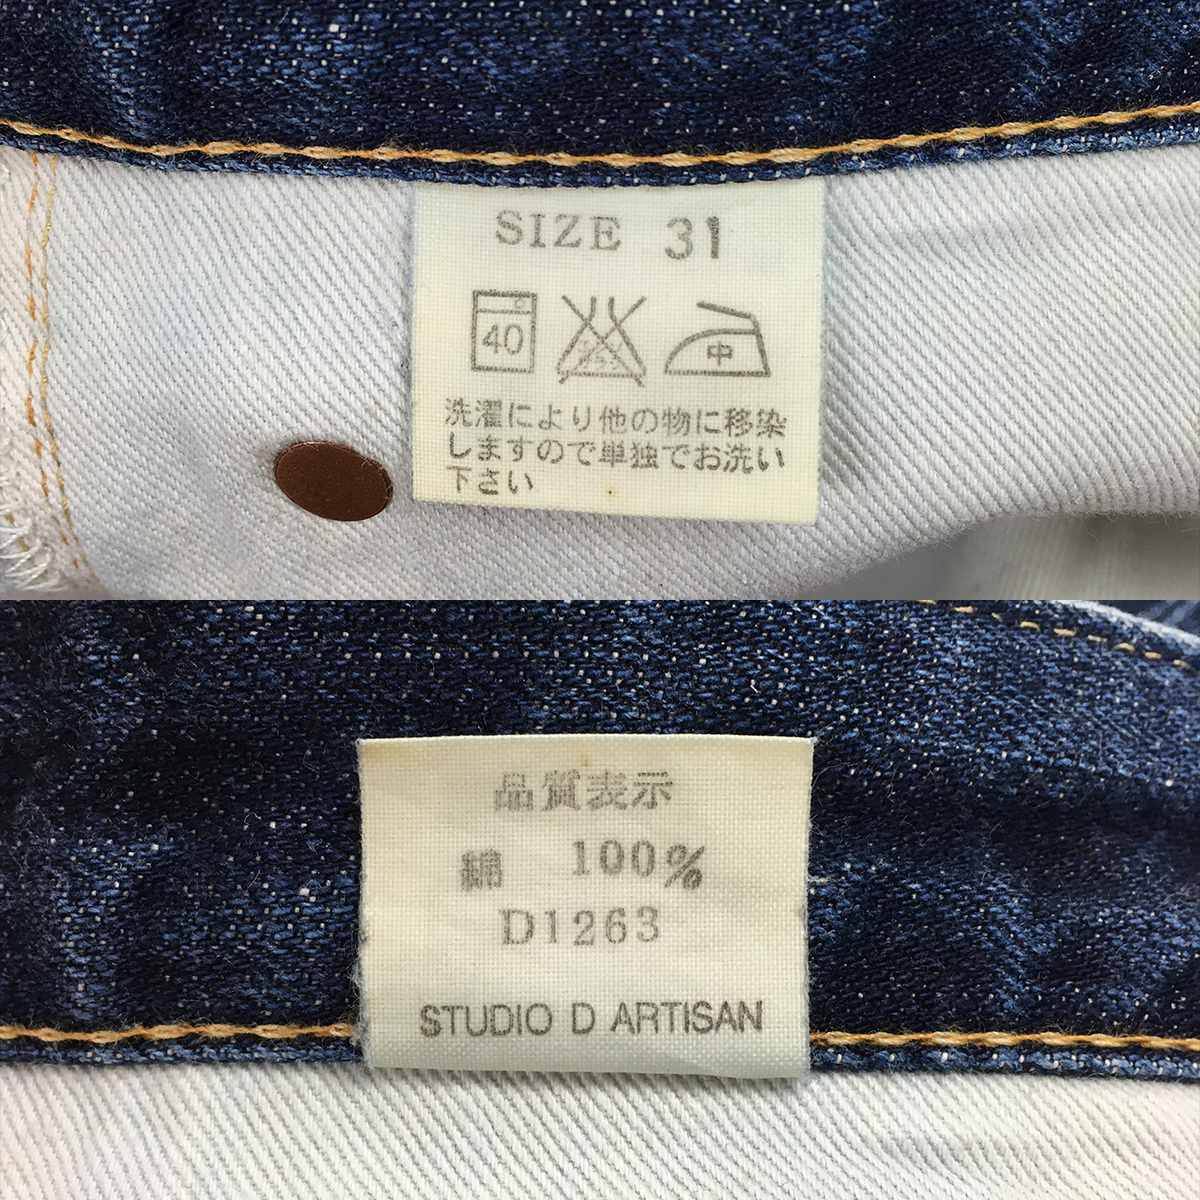 SIZE 31
40
中
洗濯により他の物に移染
しますので単独でお洗い
下さい
品質表示
綿 100%
D1263
STUDIO D ARTISAN